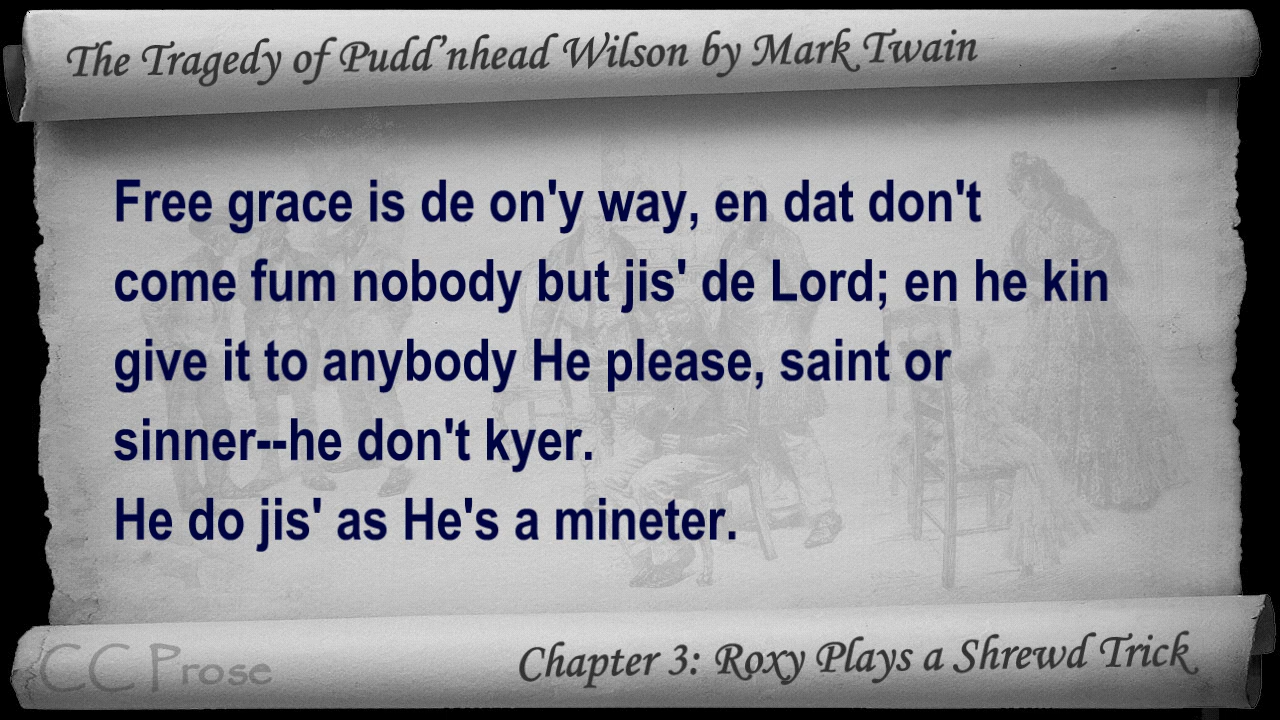 The Tragedy of Pudd'nhead Wilson by Mark Twain
Free grace is de on'y way, en dat don't
come fum nobody but jis' de Lord; en he kin
give it to anybody He please, saint or
sinner--he don't kyer.
He do jis' as He's a mineter.
CC Prose
Chapter 3: Roxy Plays a Shrewd Trick